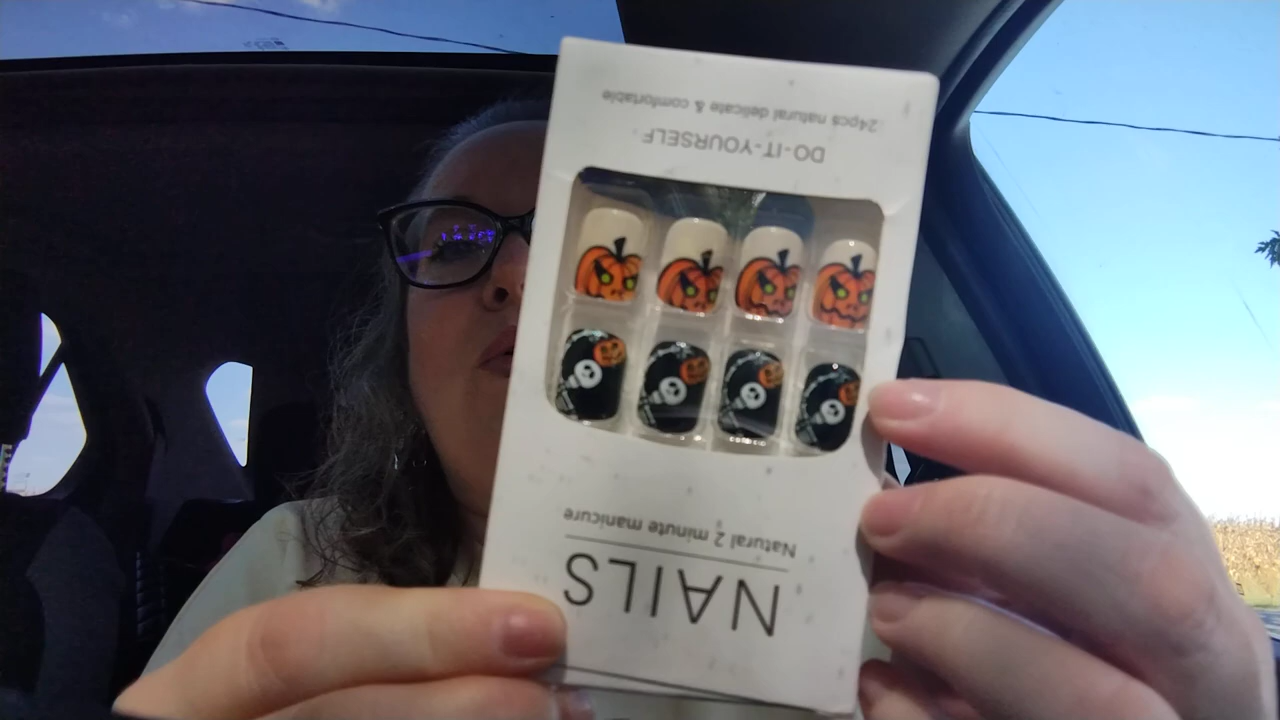 NAILS
Natural 2 minute manicure
DO-IT-YOURSELF
24pcs natural delicate & comfortable